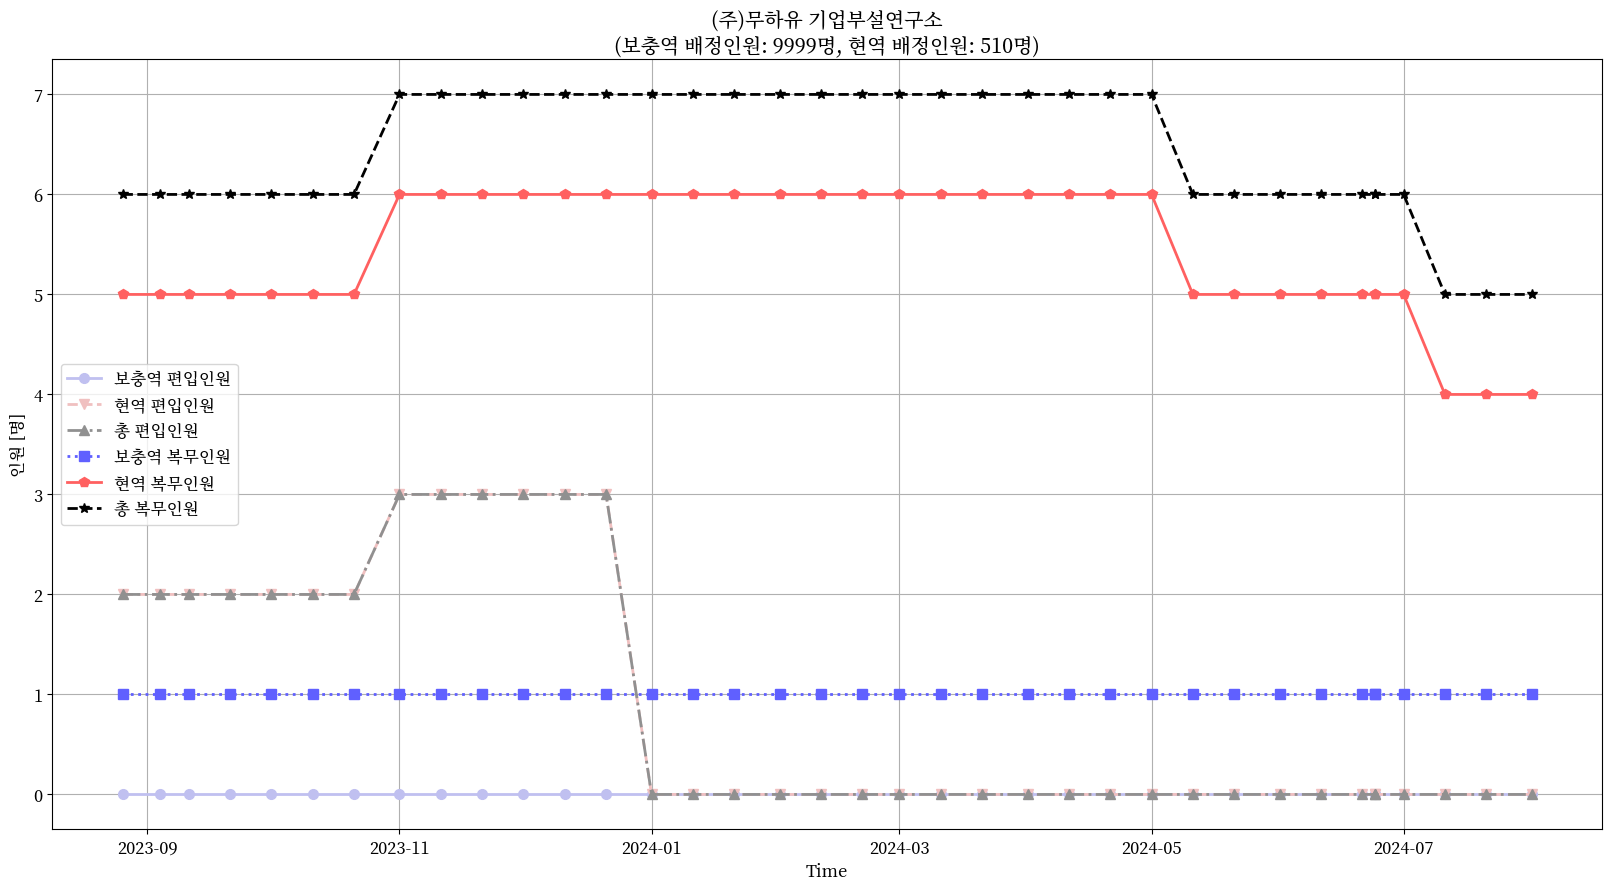 (주)무하유 기업부설연구소
(보충역 배정인원: 9999명, 현역 배정인원: 510명)
7
6
5
4
3
2
1
0
인원 [명]
보충역 편입인원
현역 편입인원
총 편입인원
보충역 복무인원
현역 복무인원
총 복무인원
2023-09
2023-11
2024-01
2024-03
2024-05
2024-07
Time